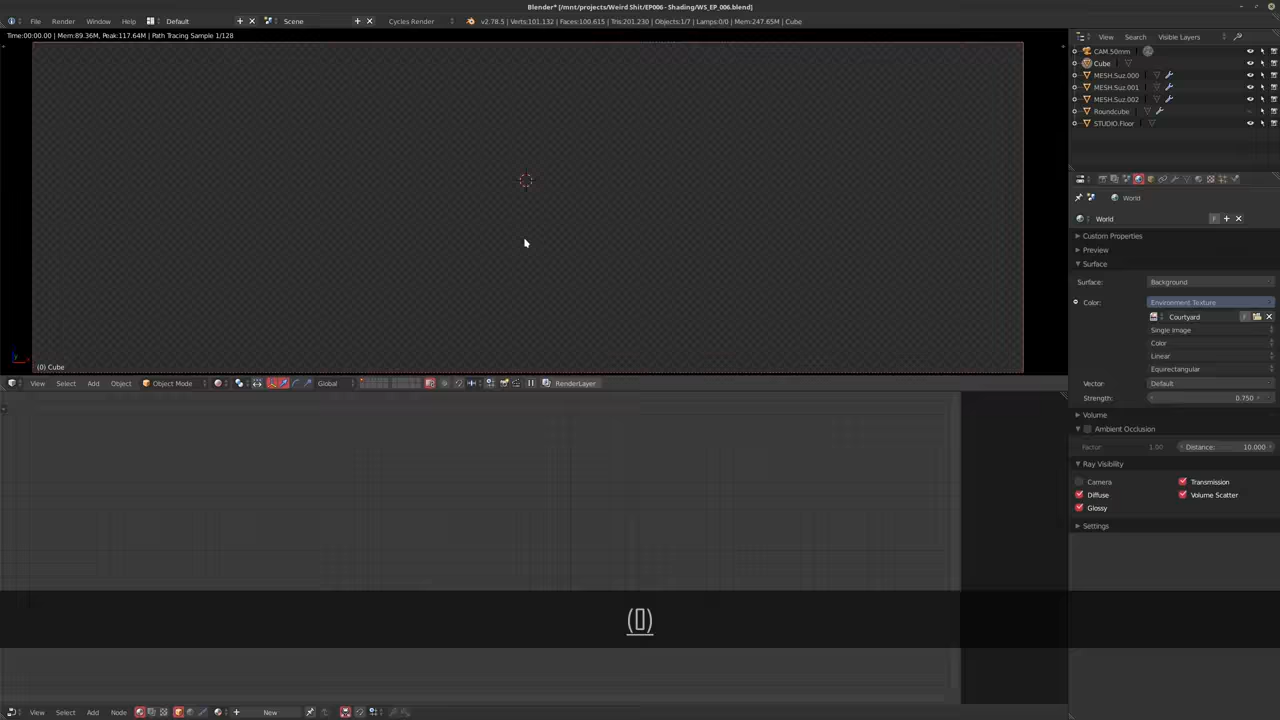 Blender* [/mnt/projects/Weird Shit/EP006 - Shading/WS_EP_006.blend]
File Render Window Help Default Scene Cycles Render v2.78.5 | Verts:101,132 | Faces:100,615 | Tris:201,230 | Objects:1/7 | Lamps:0/0 | Mem:247.65M | Cube
Time:00:00.00 | Mem:89.36M, Peak:117.64M | Path Tracing Sample 1/128
View Search Visible Layers
CAM.50mm
Cube
MESH.Suz.000
MESH.Suz.001
MESH.Suz.002
Roundcube
STUDIO.Floor
World
World F
Custom Properties
Preview
Surface
Surface: Background
Color: Environment Texture
Courtyard F
Single Image
Color
Linear
Equirectangular
Vector: Default
Strength: 0.750
Volume
Ambient Occlusion
Factor: 1.00 Distance: 10.000
Ray Visibility
Camera Transmission
Diffuse Volume Scatter
Glossy
Settings
(0) Cube
View Select Add Object Object Mode Global RenderLayer
View Select Add Node New